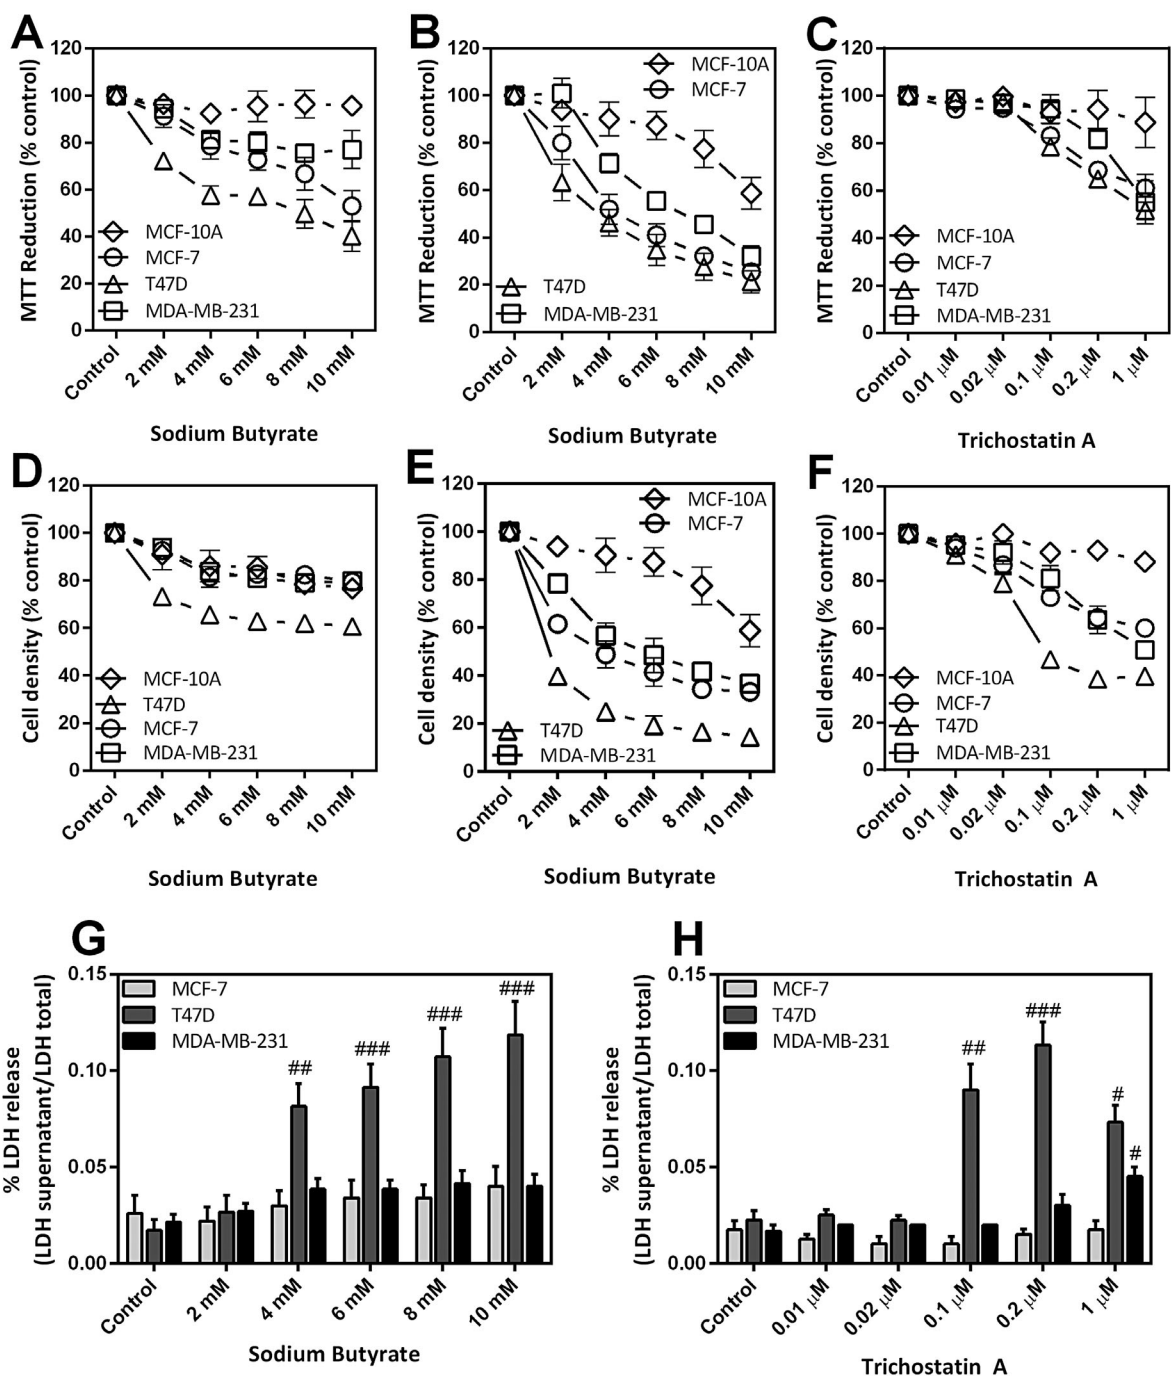 A
MTT Reduction (% control)
120
100
80
60
40
20
0
MCF-10A
MCF-7
T47D
MDA-MB-231
Control
2 mM
4 mM
6 mM
8 mM
10 mM
Sodium Butyrate
B
MTT Reduction (% control)
120
100
80
60
40
20
0
MCF-10A
MCF-7
T47D
MDA-MB-231
Control
2 mM
4 mM
6 mM
8 mM
10 mM
Sodium Butyrate
C
MTT Reduction (% control)
120
100
80
60
40
20
0
MCF-10A
MCF-7
T47D
MDA-MB-231
Control
0.01 μM
0.02 μM
0.1 μM
0.2 μM
1 μM
Trichostatin A
D
Cell density (% control)
120
100
80
60
40
20
0
MCF-10A
T47D
MCF-7
MDA-MB-231
Control
2 mM
4 mM
6 mM
8 mM
10 mM
Sodium Butyrate
E
Cell density (% control)
120
100
80
60
40
20
0
MCF-10A
MCF-7
T47D
MDA-MB-231
Control
2 mM
4 mM
6 mM
8 mM
10 mM
Sodium Butyrate
F
Cell density (% control)
120
100
80
60
40
20
0
MCF-10A
MCF-7
T47D
MDA-MB-231
Control
0.01 μM
0.02 μM
0.1 μM
0.2 μM
1 μM
Trichostatin A
G
% LDH release
(LDH supernatant/LDH total)
0.15
0.10
0.05
0.00
MCF-7
T47D
MDA-MB-231
##
###
###
###
Control
2 mM
4 mM
6 mM
8 mM
10 mM
Sodium Butyrate
H
% LDH release
(LDH supernatant/LDH total)
0.15
0.10
0.05
0.00
MCF-7
T47D
MDA-MB-231
##
###
#
#
Control
0.01 μM
0.02 μM
0.1 μM
0.2 μM
1 μM
Trichostatin A